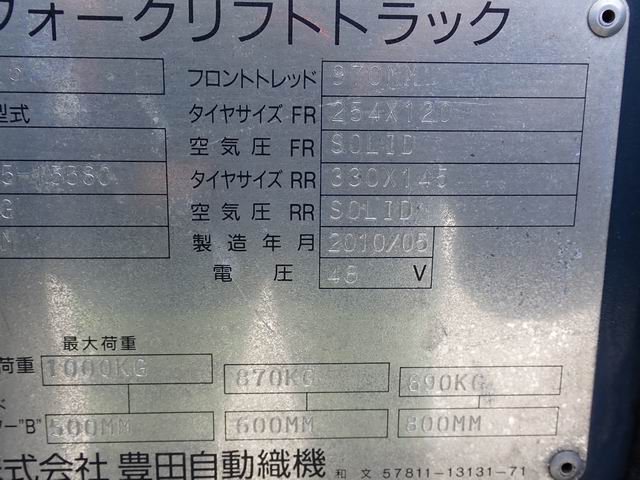 フォークリフトトラック
5
フロントトレッド 970MM
型式
タイヤサイズ FR 254X120
空気圧 FR SOLID
タイヤサイズ RR 330X145
G
空気圧 RR SOLID
製造年月 2010/05
電圧 48 V
最大荷重
荷重 1000KG 870KG 690KG
ド
ー"B" 500MM 600MM 800MM
株式会社 豊田自動織機 和文 57811-13131-71